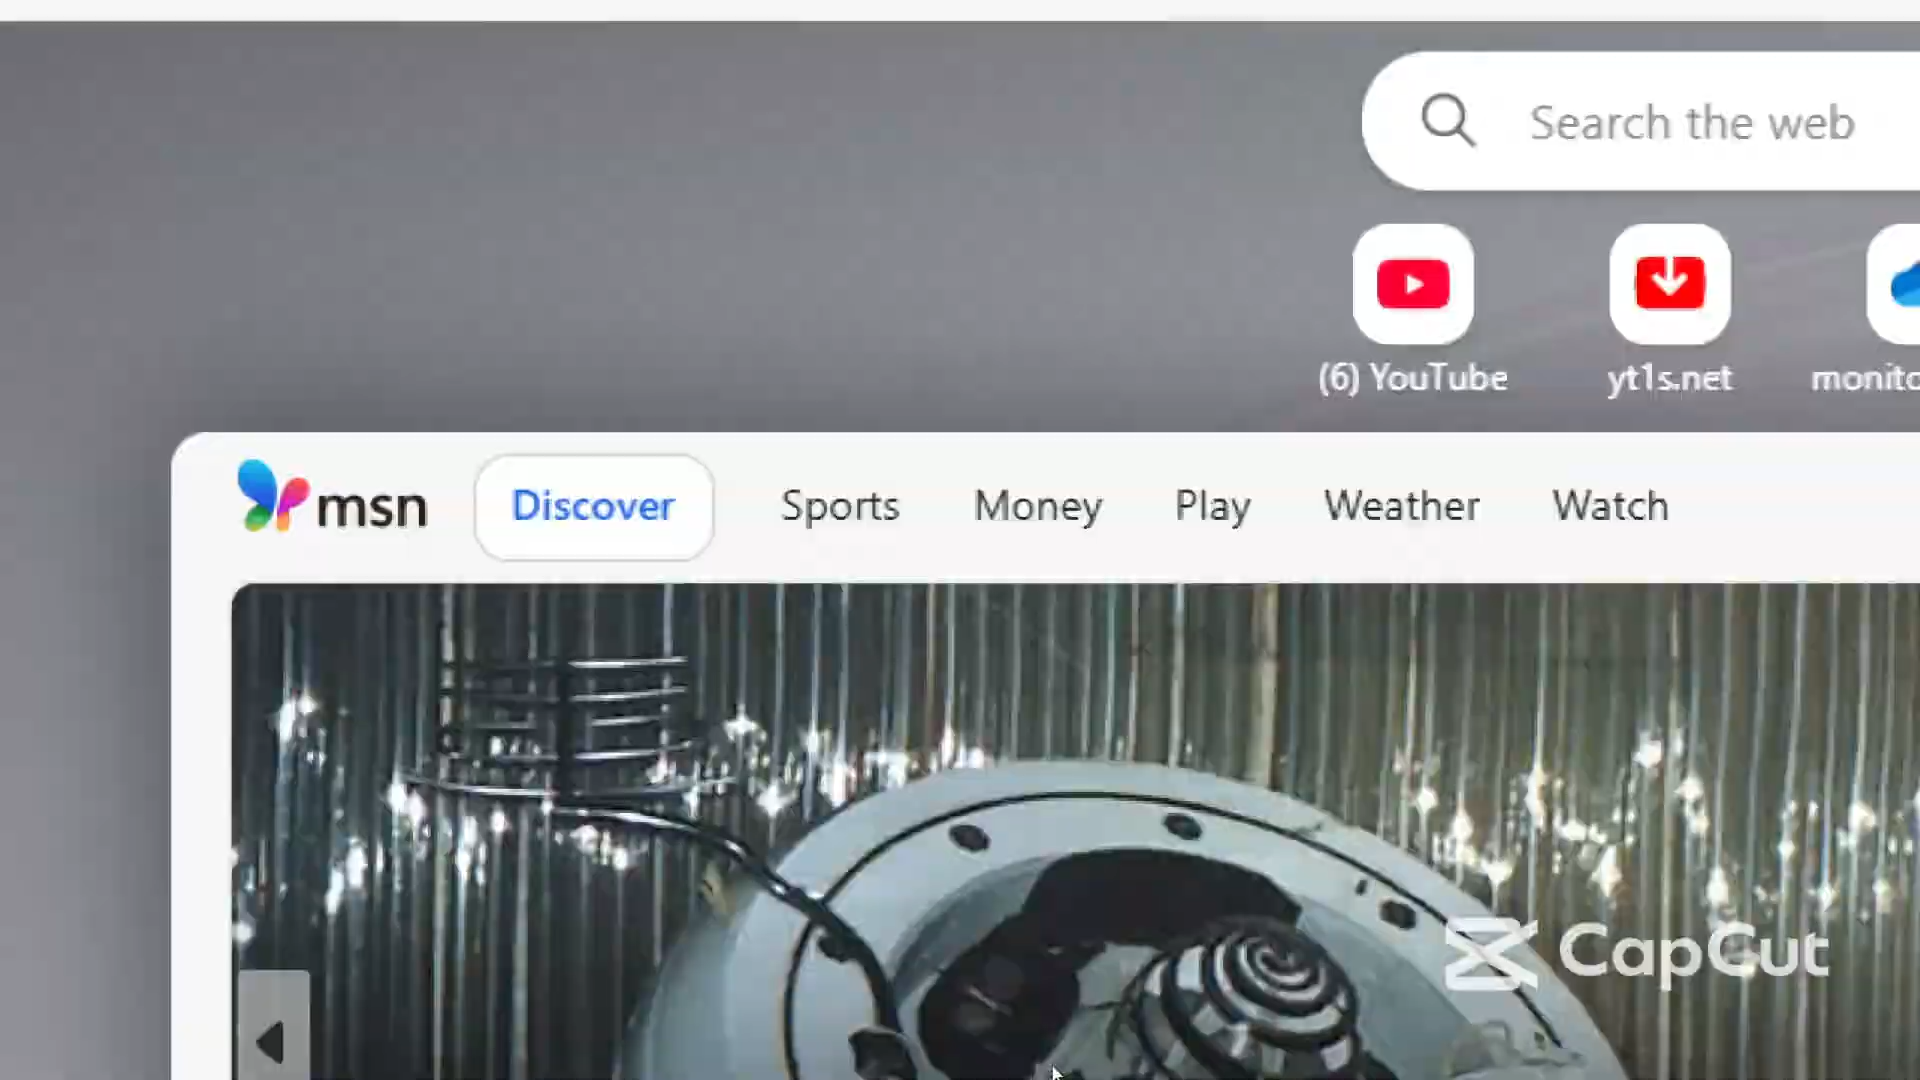 Search the web
(6) YouTube
yt1s.net
monito
msn
Discover
Sports
Money
Play
Weather
Watch
CapCut